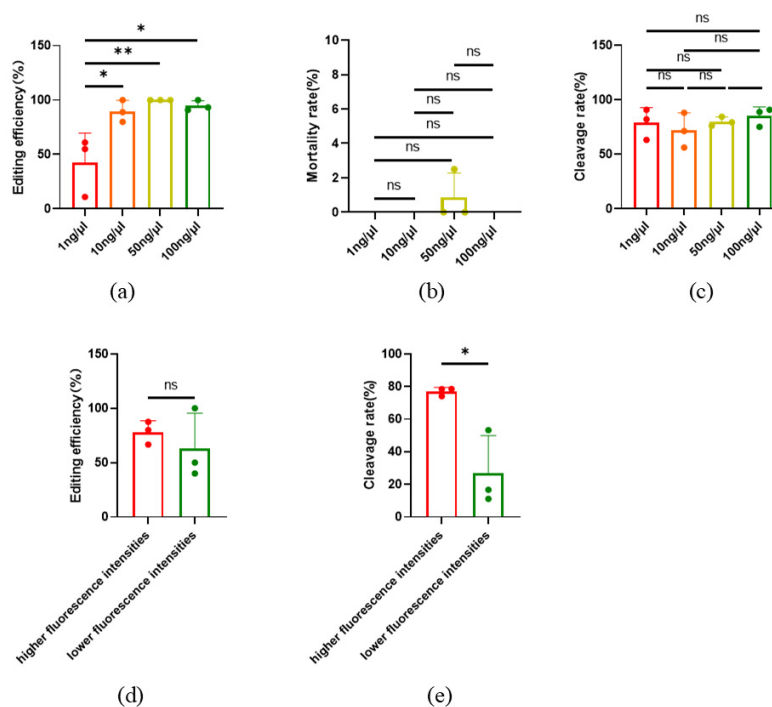 Editing efficiency(%)
150
100
50
0
*
**
*
1ng/µl
10ng/µl
50ng/µl
100ng/µl
(a)
Mortality rate(%)
10
8
6
4
2
0
ns
ns
ns
ns
ns
ns
1ng/µl
10ng/µl
50ng/µl
100ng/µl
(b)
Cleavage rate(%)
150
100
50
0
ns
ns
ns
ns
ns
ns
1ng/µl
10ng/µl
50ng/µl
100ng/µl
(c)
Editing efficiency(%)
150
100
50
0
ns
higher fluorescence intensities
lower fluorescence intensities
(d)
Cleavage rate(%)
100
80
60
40
20
0
*
higher fluorescence intensities
lower fluorescence intensities
(e)